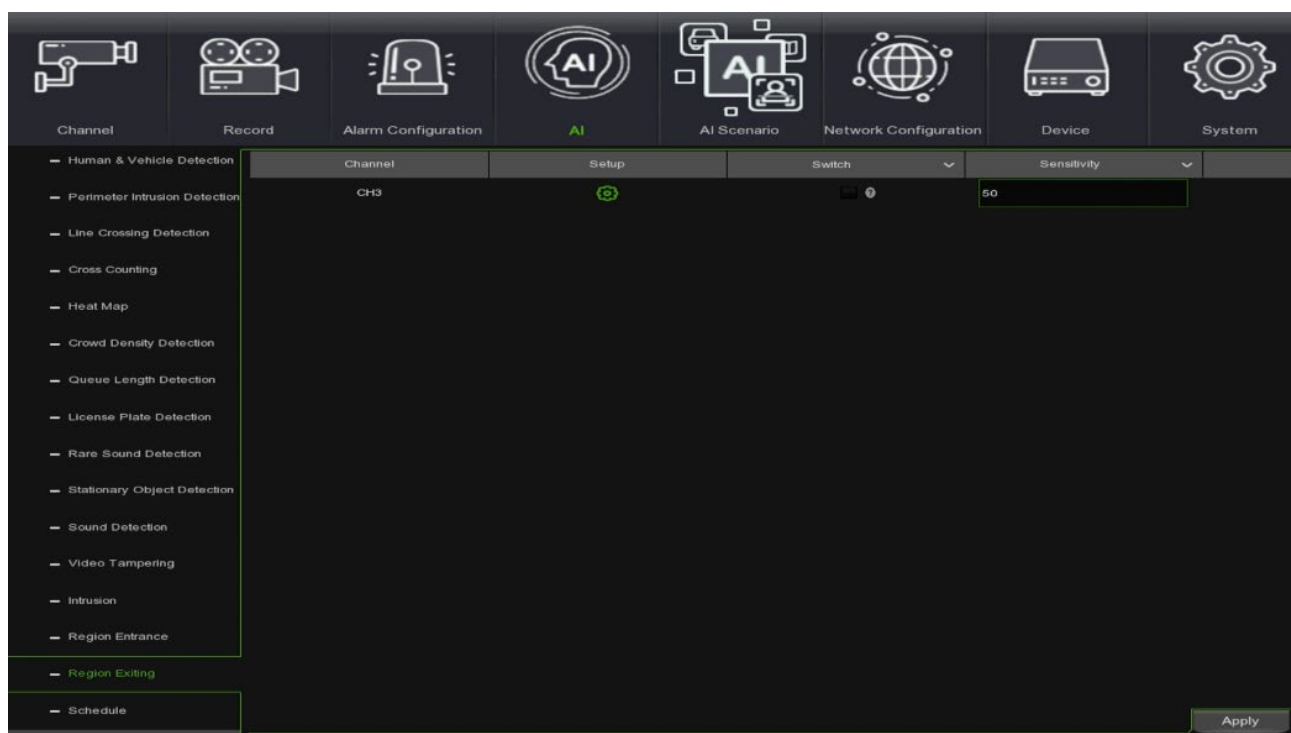 AI
AI
Channel Record Alarm Configuration AI AI Scenario Network Configuration Device System
Human & Vehicle Detection
Channel Setup Switch Sensitivity
Perimeter Intrusion Detection
CH3 50
Line Crossing Detection
Cross Counting
Heat Map
Crowd Density Detection
Queue Length Detection
License Plate Detection
Rare Sound Detection
Stationary Object Detection
Sound Detection
Video Tampering
Intrusion
Region Entrance
Region Exiting
Schedule
Apply